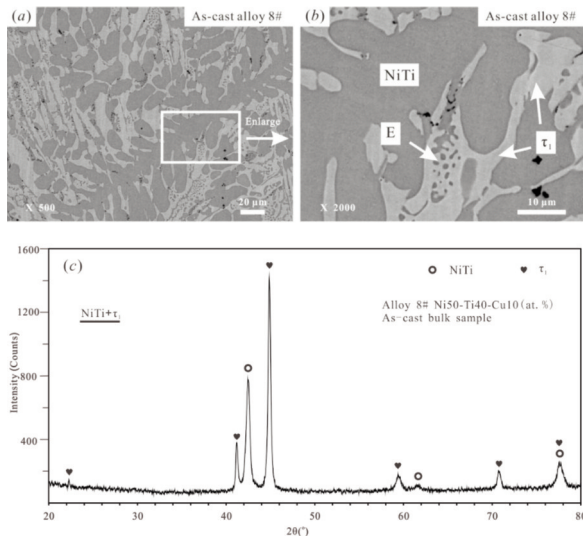 (a)
As-cast alloy 8#
Enlarge
X 500
20 μm
(b)
As-cast alloy 8#
NiTi
E
τ₁
X 2000
10 μm
(c)
NiTi
τ₁
Alloy 8# Ni50-Ti40-Cu10(at.%)
As-cast bulk sample
NiTi+τ₁
Intensity (Counts)
1600
1200
800
400
20
30
40
50
60
70
80
2θ(°)